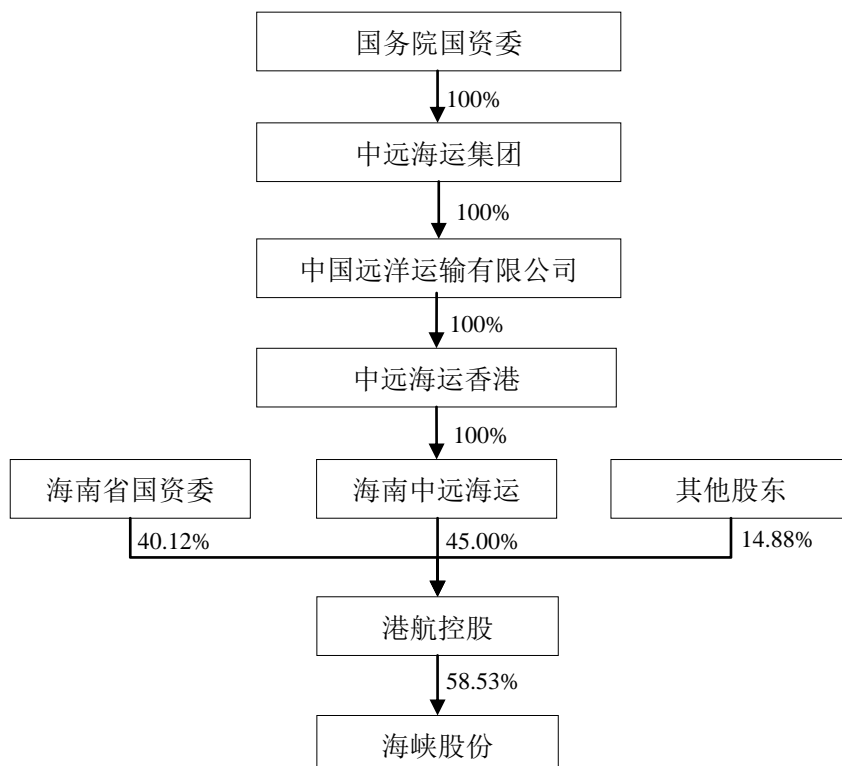 国务院国资委
100%
中远海运集团
100%
中国远洋运输有限公司
100%
中远海运香港
100%
海南省国资委
海南中远海运
其他股东
40.12%
45.00%
14.88%
港航控股
58.53%
海峡股份